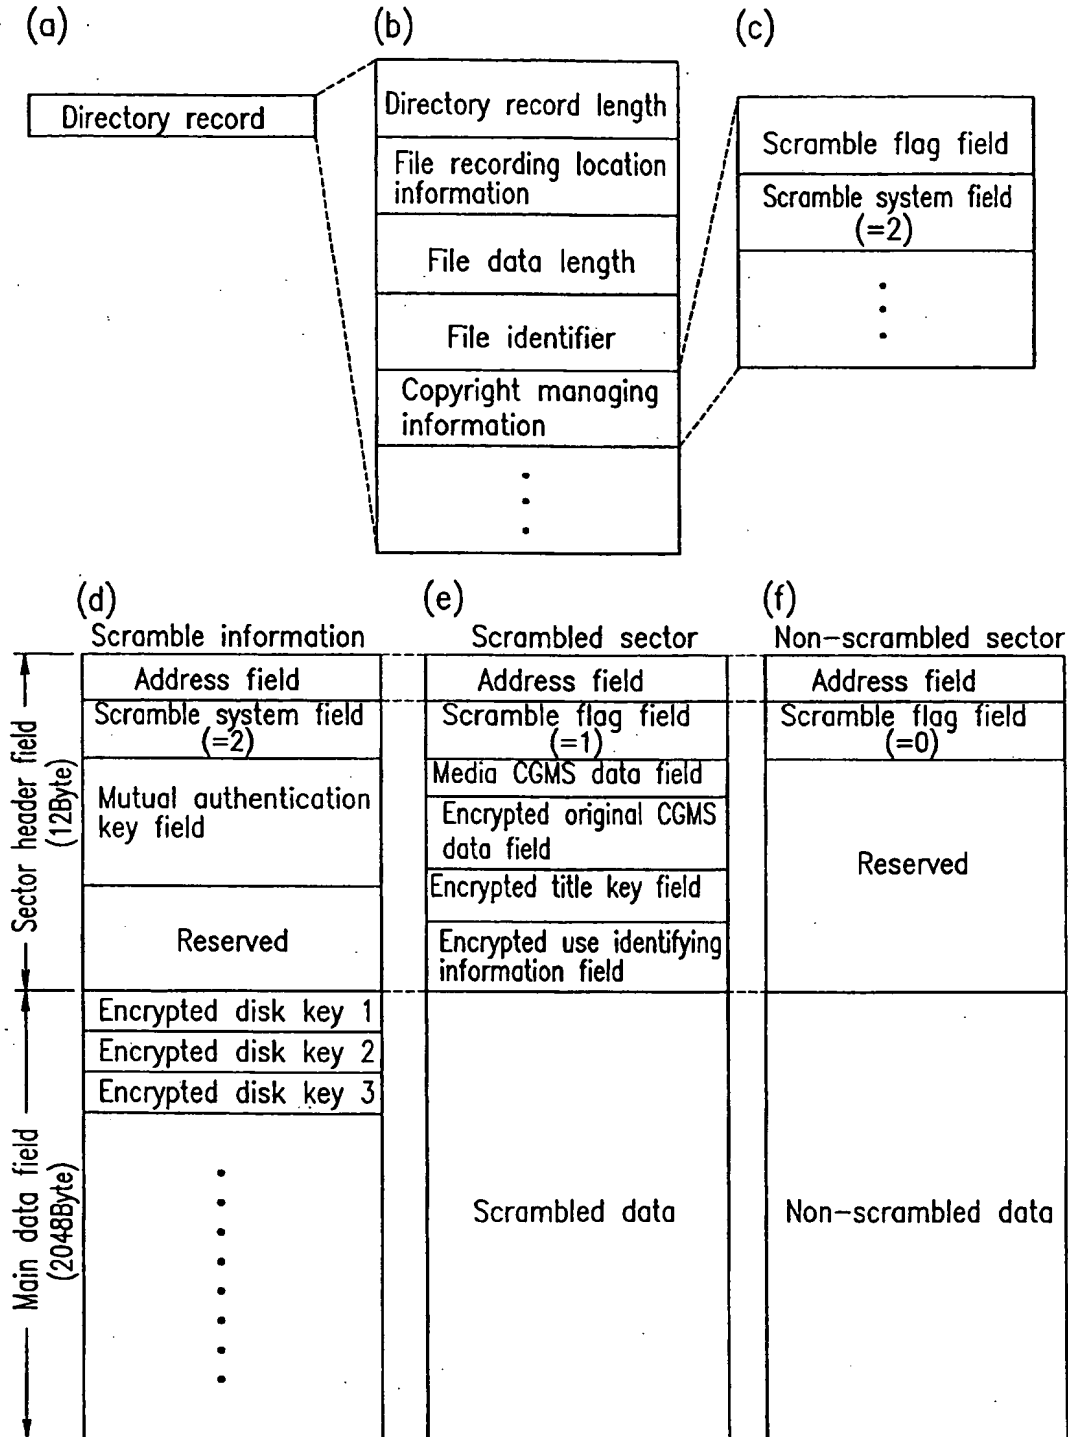 (a)
Directory record
(b)
Directory record length
File recording location
information
File data length
File identifier
Copyright managing
information
(c)
Scramble flag field
Scramble system field
(=2)
(d)
Scramble information
Address field
Scramble system field
(=2)
Mutual authentication
key field
Reserved
Encrypted disk key 1
Encrypted disk key 2
Encrypted disk key 3
(e)
Scrambled sector
Address field
Scramble flag field
(=1)
Media CGMS data field
Encrypted original CGMS
data field
Encrypted title key field
Encrypted use identifying
information field
Scrambled data
(f)
Non-scrambled sector
Address field
Scramble flag field
(=0)
Reserved
Non-scrambled data
Sector header field
(12Byte)
Main data field
(2048Byte)